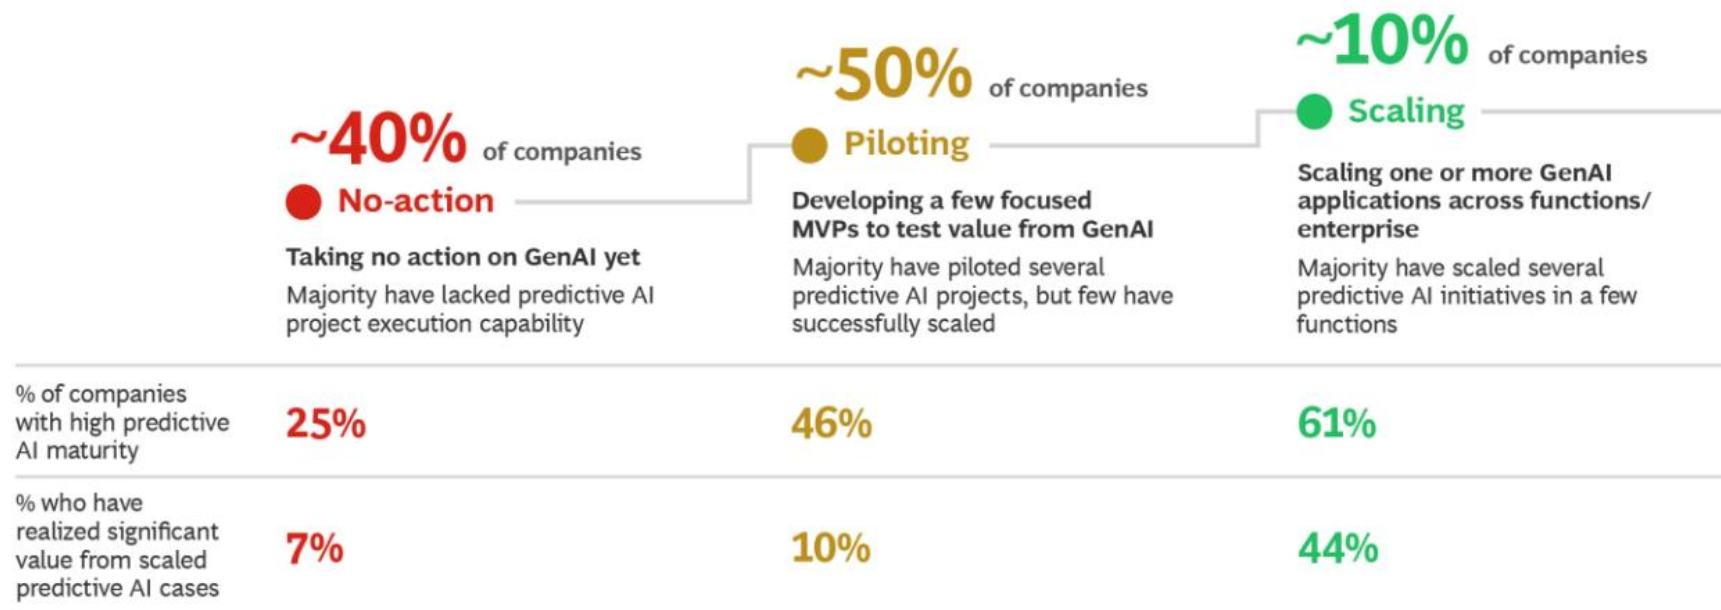 ~40% of companies
No-action
Taking no action on GenAI yet
Majority have lacked predictive AI
project execution capability
~50% of companies
Piloting
Developing a few focused
MVPs to test value from GenAI
Majority have piloted several
predictive AI projects, but few have
successfully scaled
~10% of companies
Scaling
Scaling one or more GenAI
applications across functions/
enterprise
Majority have scaled several
predictive AI initiatives in a few
functions
% of companies
with high predictive
AI maturity
25%
46%
61%
% who have
realized significant
value from scaled
predictive AI cases
7%
10%
44%